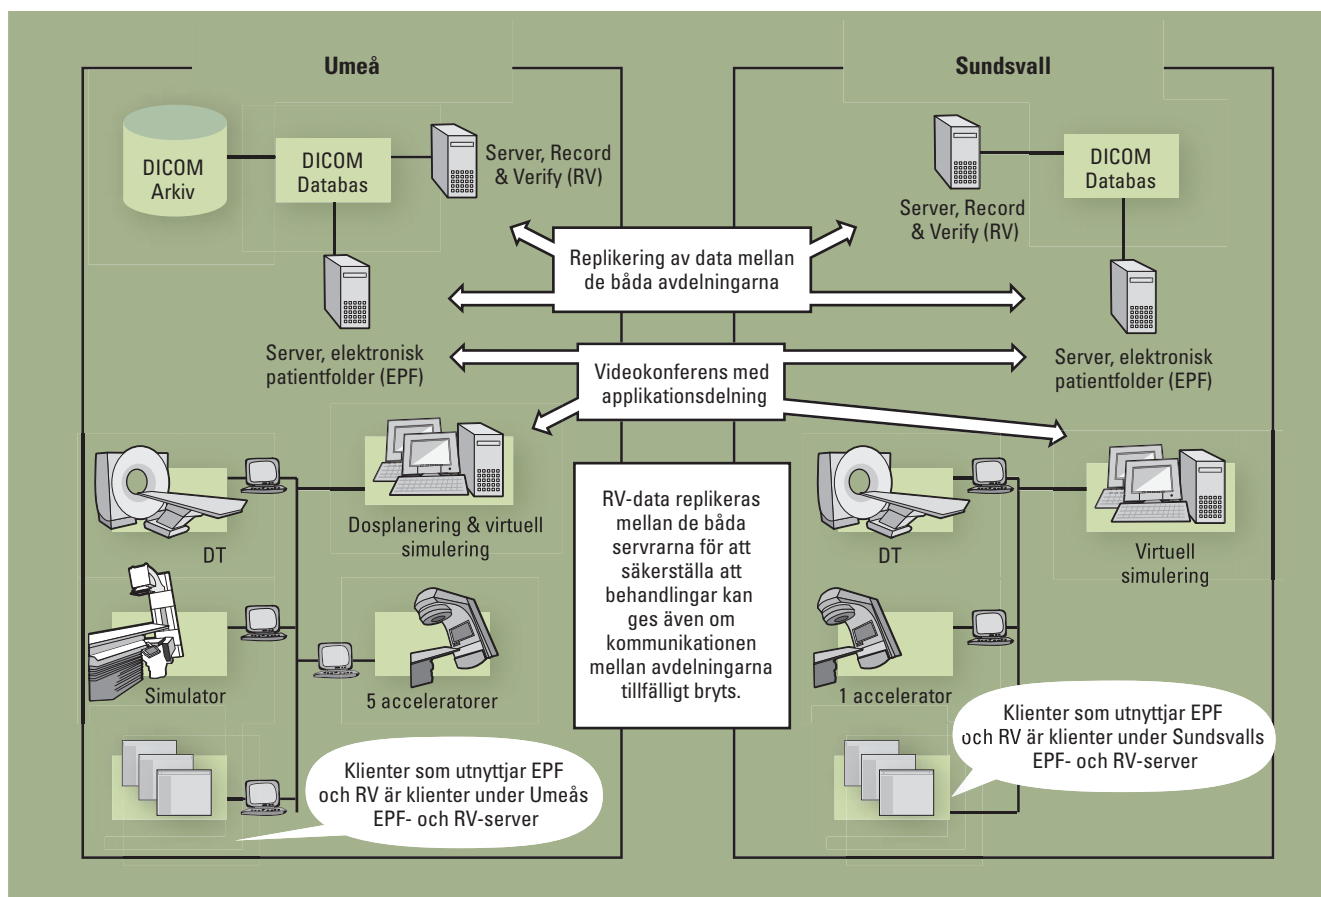 Umeå
DICOM
Arkiv
DICOM
Databas
Server, Record
& Verify (RV)
Server, elektronisk
patientfolder (EPF)
DT
Dosplanering & virtuell
simulering
Simulator
5 acceleratorer
Klienter som utnyttjar EPF
och RV är klienter under Umeås
EPF- och RV-server
Replikering av data mellan
de båda avdelningarna
Videokonferens med
applikationsdelning
RV-data replikeras
mellan de båda
servrarna för att
säkerställa att
behandlingar kan
ges även om
kommunikationen
mellan avdelningarna
tillfälligt bryts.
Sundsvall
Server, Record
& Verify (RV)
DICOM
Databas
Server, elektronisk
patientfolder (EPF)
DT
Virtuell
simulering
1 accelerator
Klienter som utnyttjar EPF
och RV är klienter under Sundsvalls
EPF- och RV-server